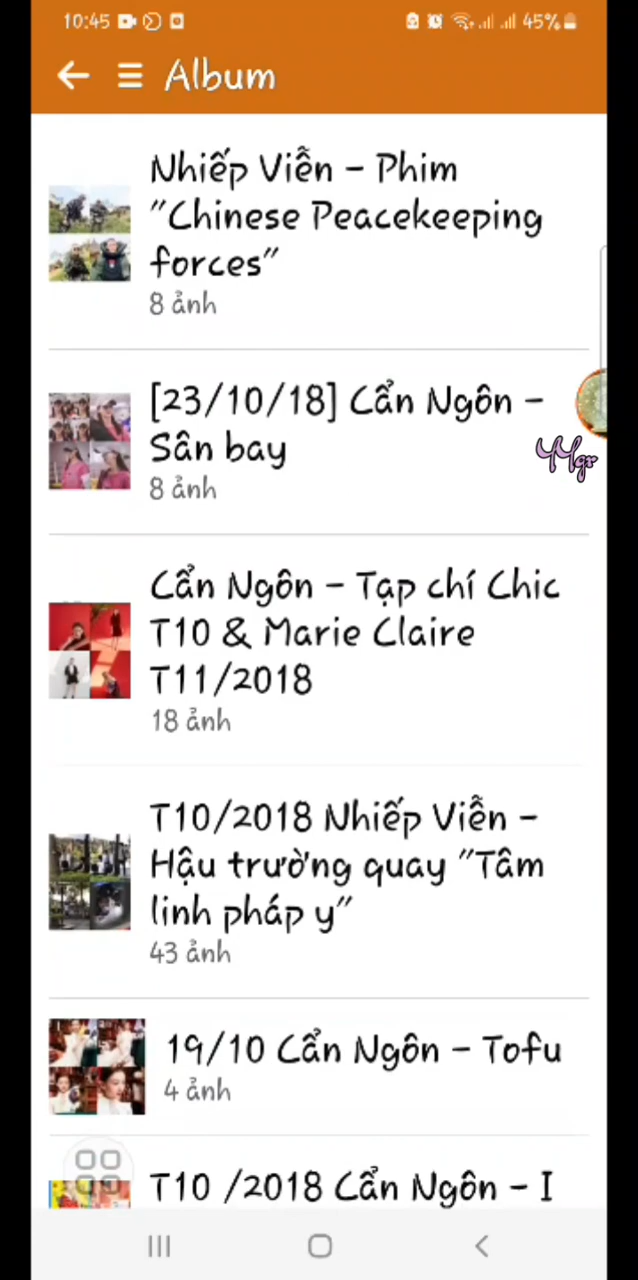 10:45
45%
Album
Nhiếp Viễn - Phim
"Chinese Peacekeeping
forces"
8 ảnh
[23/10/18] Cẩn Ngôn -
Sân bay
8 ảnh
44gr
Cẩn Ngôn - Tạp chí Chic
T10 & Marie Claire
T11/2018
18 ảnh
T10/2018 Nhiếp Viễn -
Hậu trường quay "Tâm
linh pháp y"
43 ảnh
19/10 Cẩn Ngôn - Tofu
4 ảnh
T10 /2018 Cẩn Ngôn - I